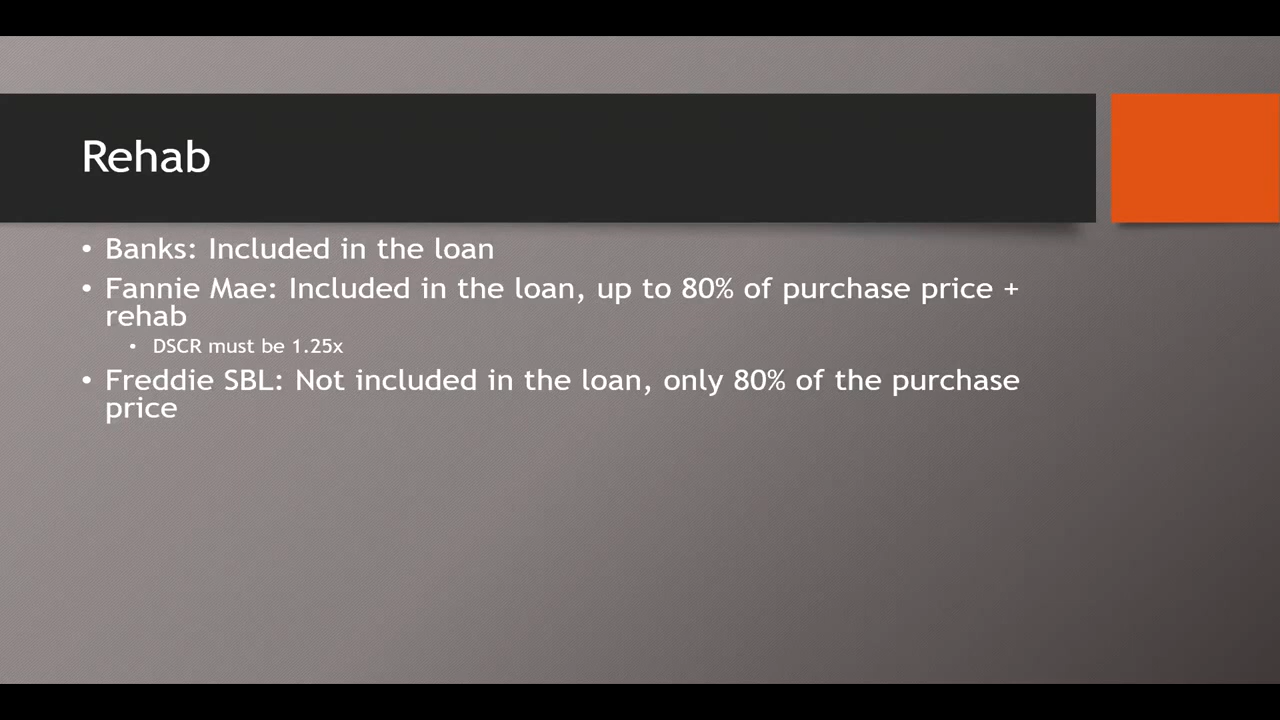 Rehab
• Banks: Included in the loan
• Fannie Mae: Included in the loan, up to 80% of purchase price +
rehab
• DSCR must be 1.25x
• Freddie SBL: Not included in the loan, only 80% of the purchase
price